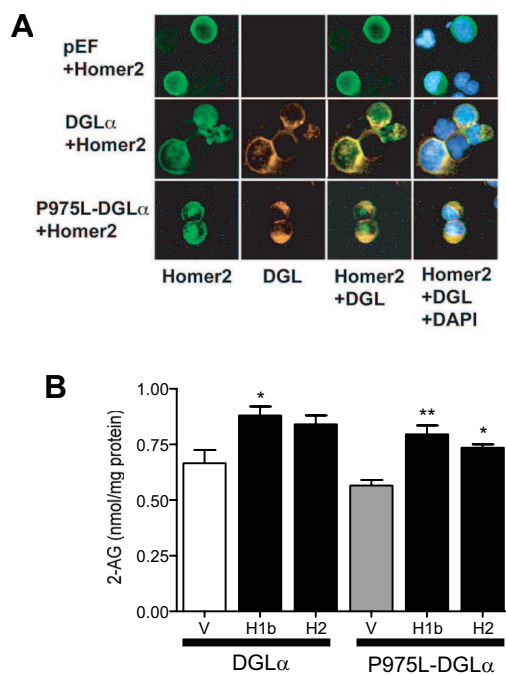 A
pEF
+Homer2
DGLα
+Homer2
P975L-DGLα
+Homer2
Homer2
DGL
Homer2
+DGL
Homer2
+DGL
+DAPI
B
2-AG (nmol/mg protein)
1.00
0.75
0.50
0.25
0.00
*
**
*
V
H1b
H2
V
H1b
H2
DGLα
P975L-DGLα